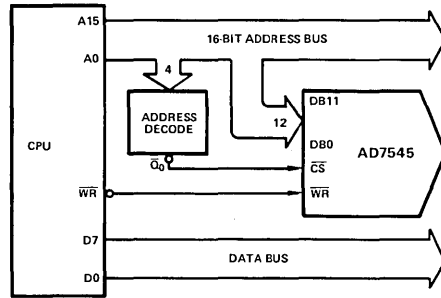 A15
16-BIT ADDRESS BUS
A0
4
DB11
ADDRESS
DECODE
12
CPU
DB0
AD7545
Q̅0
C̅S̅
W̅R̅
W̅R̅
D7
DATA BUS
D0